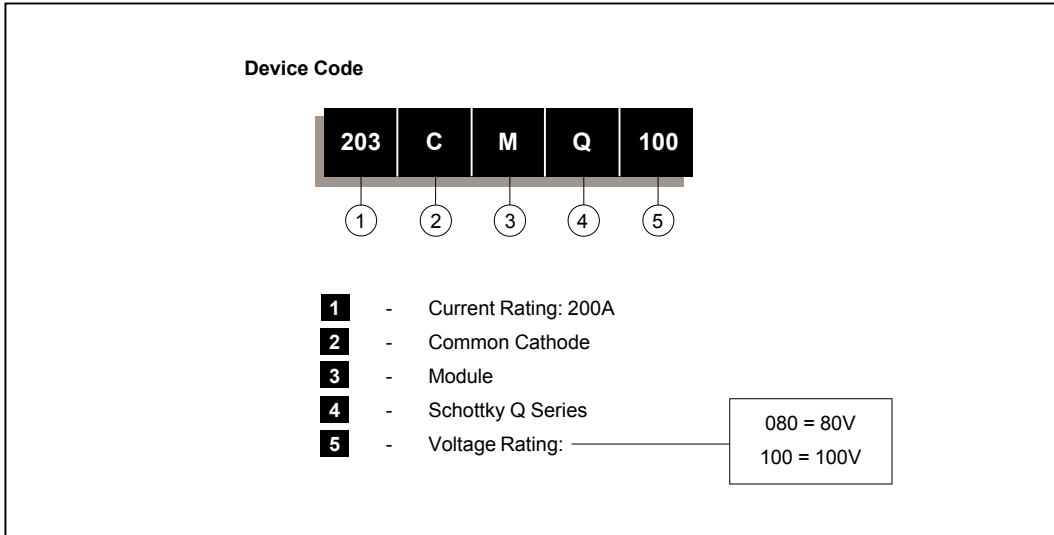 Device Code
203 C M Q 100
1 2 3 4 5
1 - Current Rating: 200A
2 - Common Cathode
3 - Module
4 - Schottky Q Series
5 - Voltage Rating:
080 = 80V
100 = 100V